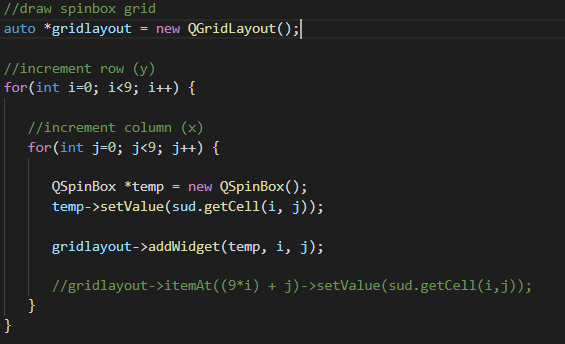 //draw spinbox grid
auto *gridlayout = new QGridLayout();
//increment row (y)
for(int i=0; i<9; i++) {
//increment column (x)
for(int j=0; j<9; j++) {
QSpinBox *temp = new QSpinBox();
temp->setValue(sud.getCell(i, j));
gridlayout->addWidget(temp, i, j);
//gridlayout->itemAt((9*i) + j)->setValue(sud.getCell(i,j));
}
}